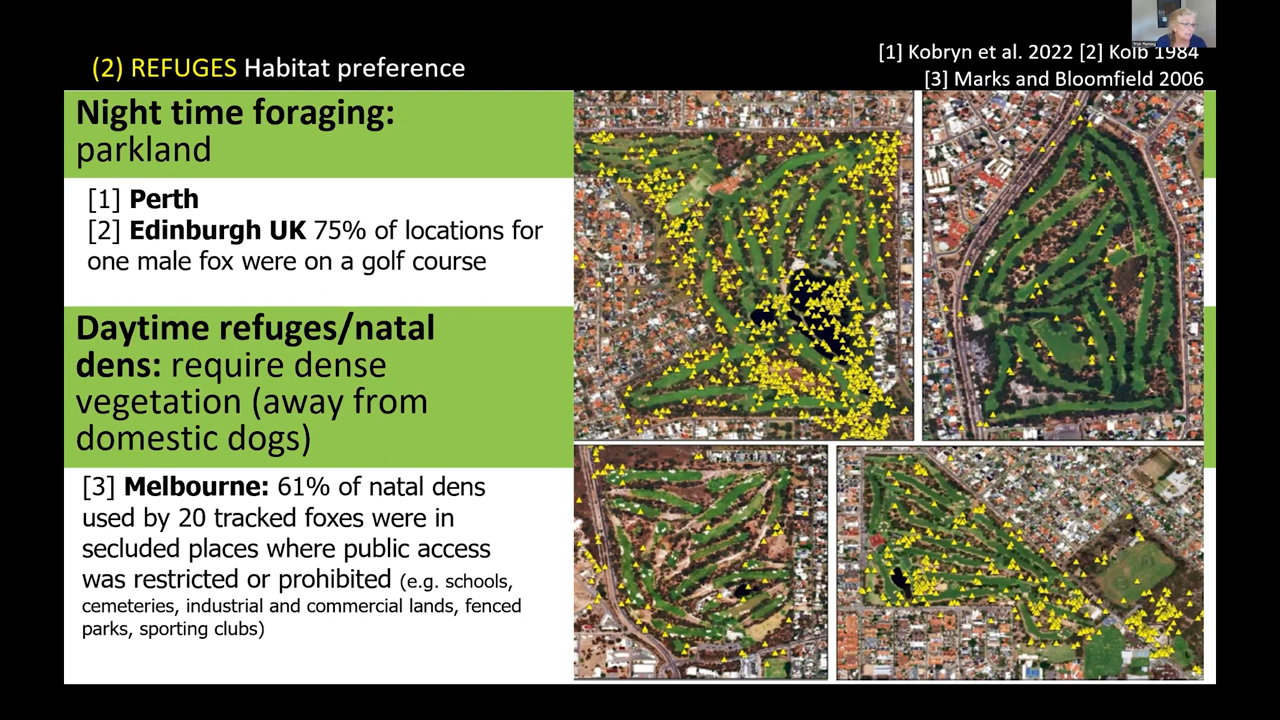 (2) REFUGES Habitat preference
[1] Kobryn et al. 2022 [2] Kolb 1984
[3] Marks and Bloomfield 2006
Night time foraging:
parkland
[1] Perth
[2] Edinburgh UK 75% of locations for
one male fox were on a golf course
Daytime refuges/natal
dens: require dense
vegetation (away from
domestic dogs)
[3] Melbourne: 61% of natal dens
used by 20 tracked foxes were in
secluded places where public access
was restricted or prohibited (e.g. schools,
cemeteries, industrial and commercial lands, fenced
parks, sporting clubs)